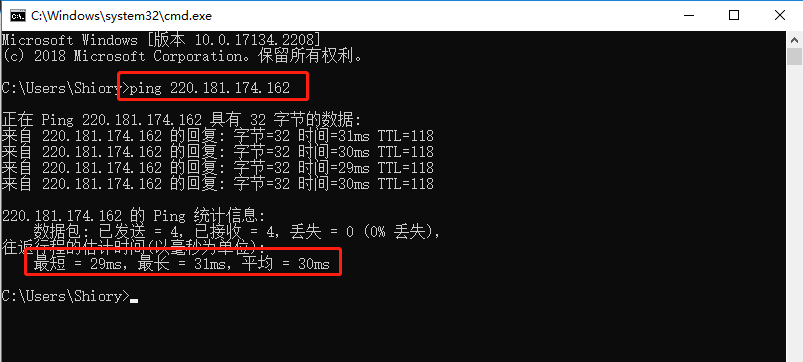 C:\Windows\system32\cmd.exe
Microsoft Windows [版本 10.0.17134.2208]
(c) 2018 Microsoft Corporation。保留所有权利。
C:\Users\Shiory>ping 220.181.174.162
正在 Ping 220.181.174.162 具有 32 字节的数据:
来自 220.181.174.162 的回复: 字节=32 时间=31ms TTL=118
来自 220.181.174.162 的回复: 字节=32 时间=30ms TTL=118
来自 220.181.174.162 的回复: 字节=32 时间=29ms TTL=118
来自 220.181.174.162 的回复: 字节=32 时间=30ms TTL=118
220.181.174.162 的 Ping 统计信息:
数据包: 已发送 = 4，已接收 = 4，丢失 = 0 (0% 丢失)，
往返行程的估计时间(以毫秒为单位):
最短 = 29ms，最长 = 31ms，平均 = 30ms
C:\Users\Shiory>